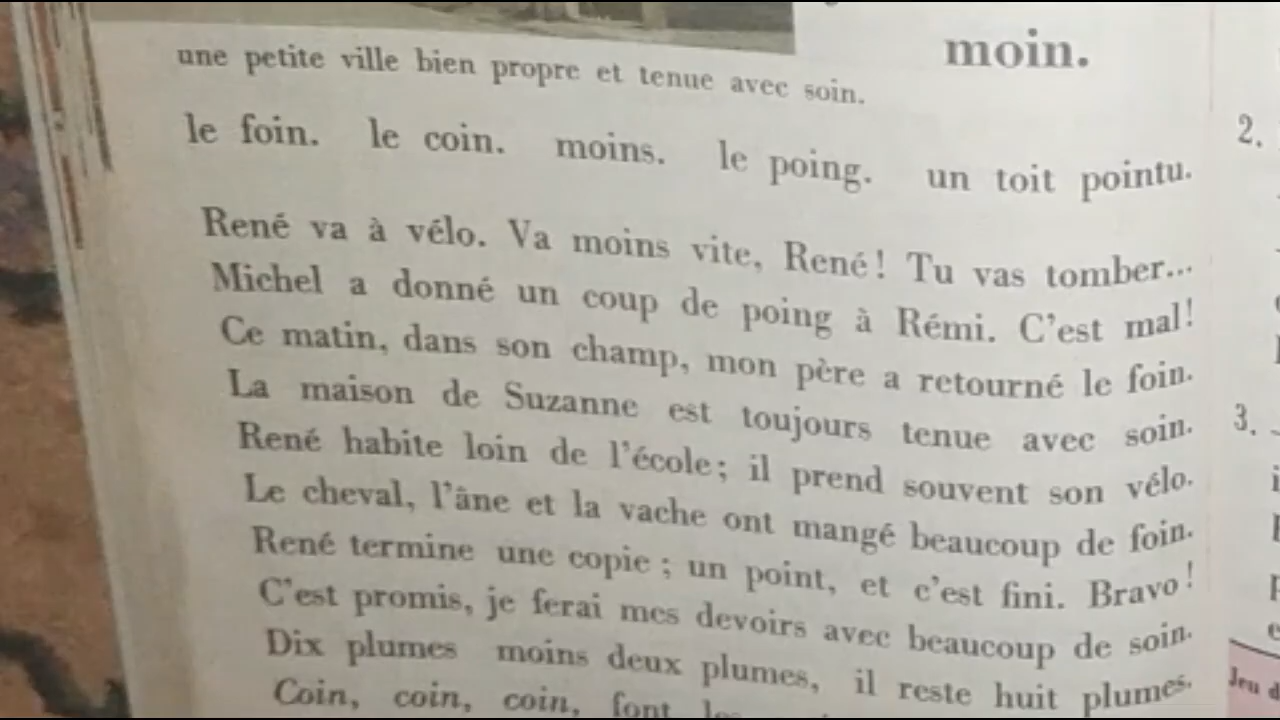 moin.
une petite ville bien propre et tenue avec soin.
le foin. le coin. moins. le poing. un toit pointu.
René va à vélo. Va moins vite, René! Tu vas tomber...
Michel a donné un coup de poing à Rémi. C'est mal!
Ce matin, dans son champ, mon père a retourné le foin.
La maison de Suzanne est toujours tenue avec soin.
René habite loin de l'école; il prend souvent son vélo.
Le cheval, l'âne et la vache ont mangé beaucoup de foin.
René termine une copie; un point, et c'est fini. Bravo!
C'est promis, je ferai mes devoirs avec beaucoup de soin.
Dix plumes moins deux plumes, il reste huit plumes.
Coin, coin, coin, font
2.
3.
Jeu